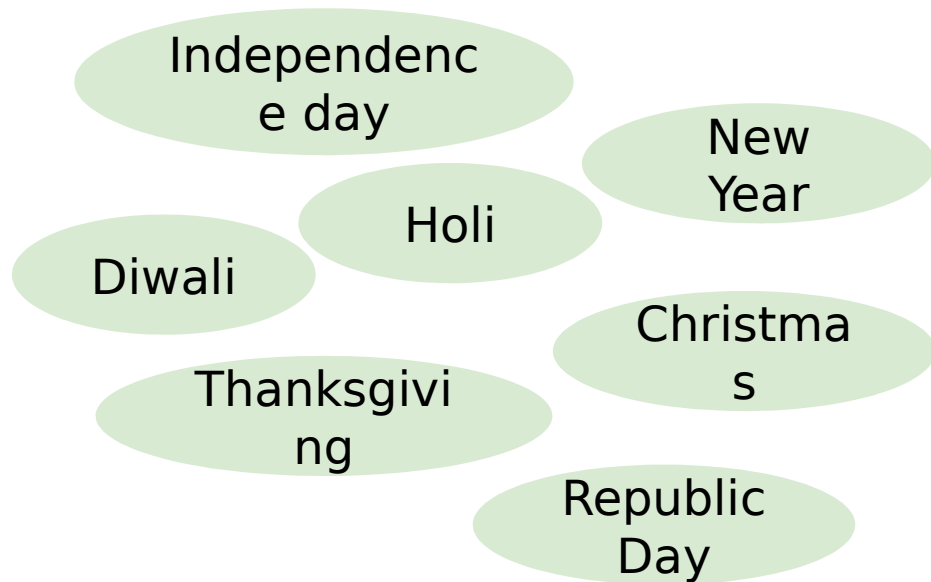 Independenc
e day
New
Year
Holi
Diwali
Christma
s
Thanksgivi
ng
Republic
Day